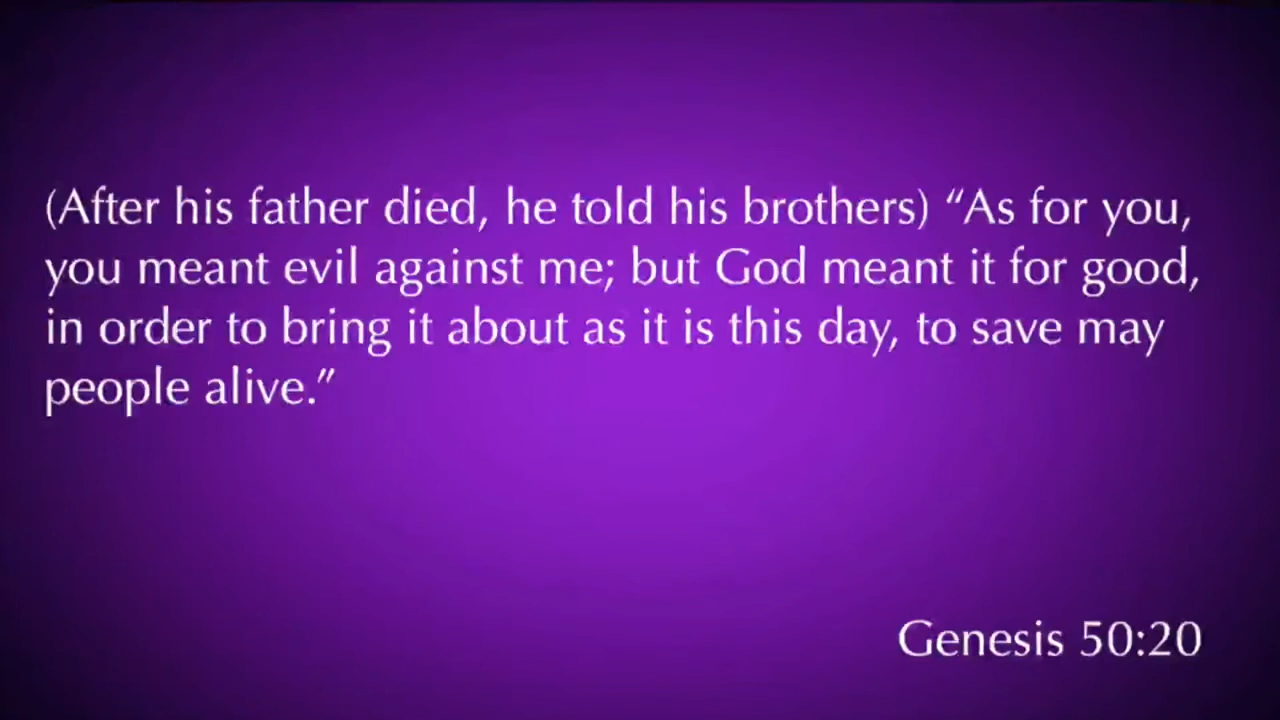 (After his father died, he told his brothers) “As for you,
you meant evil against me; but God meant it for good,
in order to bring it about as it is this day, to save may
people alive.”
Genesis 50:20